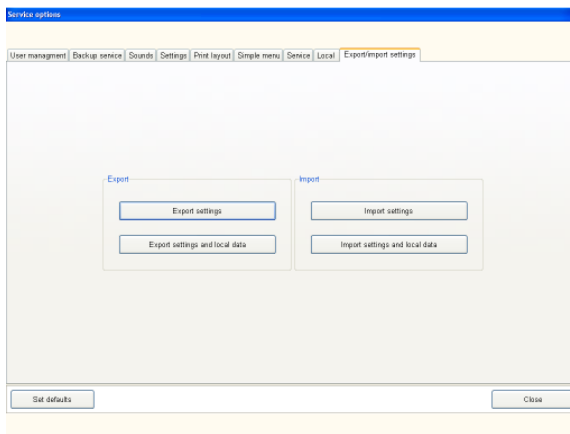 Service options
User managment Backup service Sounds Settings Print layout Simple menu Service Local Export/import settings
Export Import
Export settings Import settings
Export settings and local data Import settings and local data
Set defaults Close